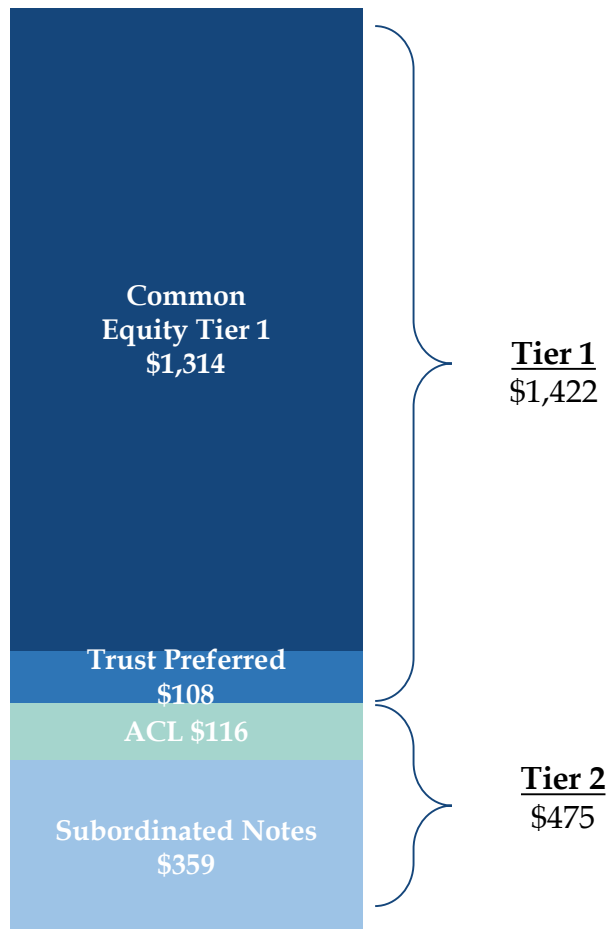 Common
Equity Tier 1
$1,314
Tier 1
$1,422
Trust Preferred
$108
ACL $116
Tier 2
$475
Subordinated Notes
$359